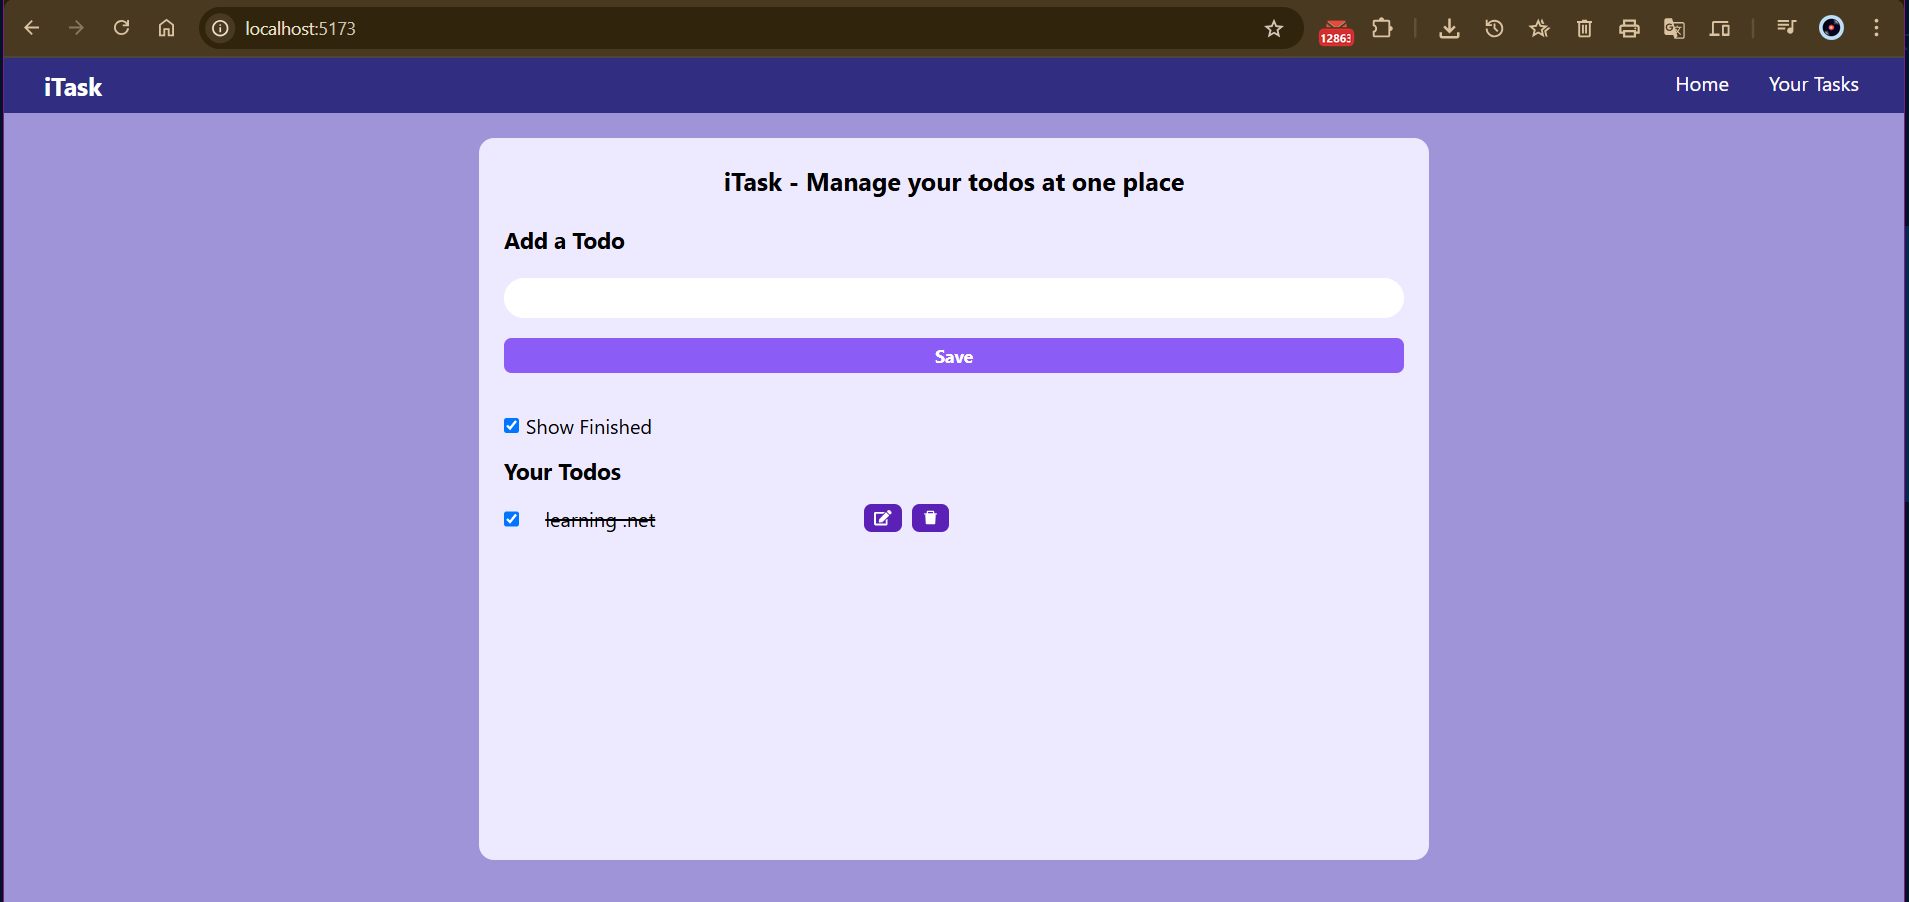 localhost:5173
12863
iTask
Home
Your Tasks
iTask - Manage your todos at one place
Add a Todo
Save
Show Finished
Your Todos
learning .net